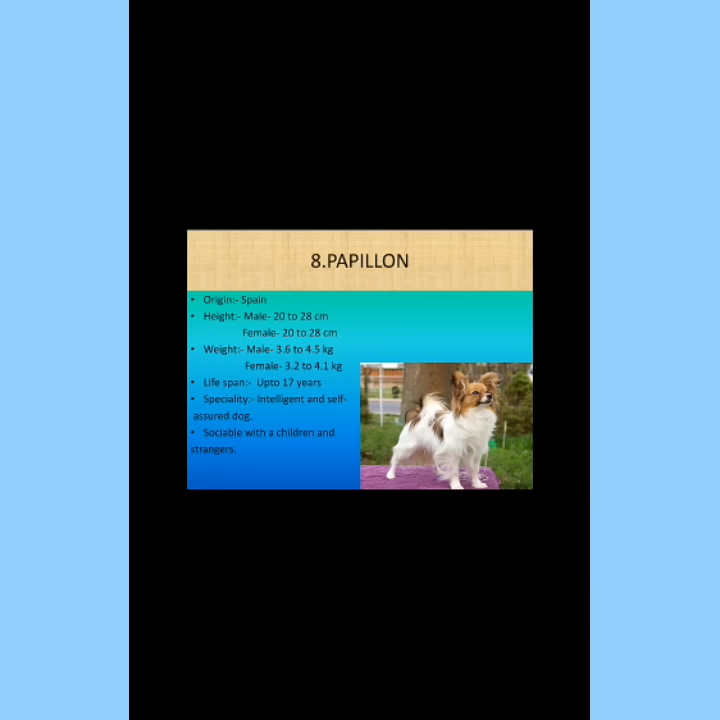 8.PAPILLON
• Origin:- Spain
• Height:- Male- 20 to 28 cm
Female- 20 to 28 cm
• Weight:- Male- 3.6 to 4.5 kg
Female- 3.2 to 4.1 kg
• Life span:- Upto 17 years
• Speciality:- Intelligent and self-
assured dog.
• Sociable with a children and
strangers.